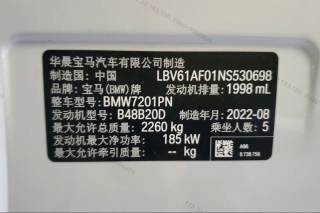 华晨宝马汽车有限公司制造
制造国：中国 LBV61AF01NS530698
品牌：宝马(BMW)牌 发动机排量：1998 mL
整车型号：BMW7201PN
发动机型号：B48B20D 制造年月：2022-08
最大允许总质量：2260 kg 乘坐人数：5
发动机最大净功率：185 kW
最大允许牵引质量：-- kg
A96
8 738 756